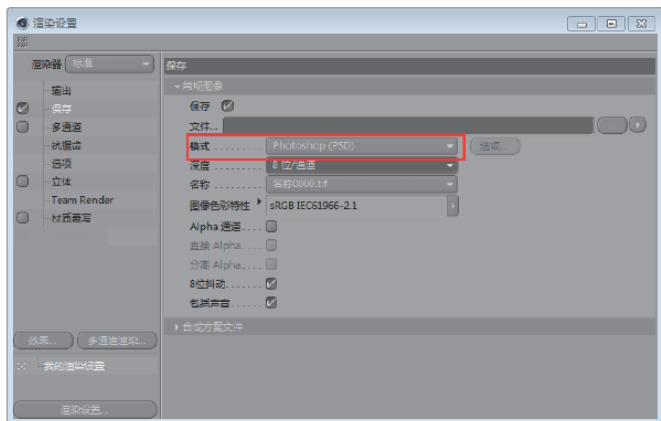 渲染设置
渲染器 标准
输出
保存
多通道
抗锯齿
选项
立体
Team Render
材质覆写
效果... 多通道渲染...
我的渲染设置
渲染设置...
保存
常规图像
保存
文件...
格式 ......... Photoshop (PSD) 选项...
深度 ......... 8 位/通道
名称 ......... 名称0000.tif
图像色彩特性 sRGB IEC61966-2.1
Alpha 通道....
直接 Alpha....
分离 Alpha....
8位抖动.......
包括声音......
合成方案文件